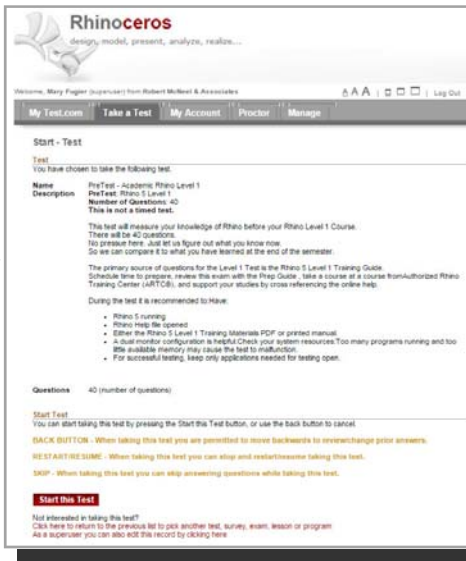 Rhinoceros
design, model, present, analyze, realize...
Welcome, Mary Fugier (superuser) from Robert McNeel & Associates
A A A | | Log Out
My Test.com Take a Test My Account Proctor Manage
Start - Test
Test
You have chosen to take the following test.
Name PreTest - Academic Rhino Level 1
Description PreTest: Rhino 5 Level 1
Number of Questions: 40
This is not a timed test.
This test will measure your knowledge of Rhino before your Rhino Level 1 Course.
There will be 40 questions.
No pressue here. Just let us figure out what you know now.
So we can compare it to what you have learned at the end of the semester.
The primary source of questions for the Level 1 Test is the Rhino 5 Level 1 Training Guide.
Schedule time to prepare, review this exam with the Prep Guide , take a course at a course fromAuthorized Rhino
Training Center (ARTC®), and support your studies by cross referencing the online help.
During the test it is recommended to:Have:
• Rhino 5 running
• Rhino Help file opened
• Either the Rhino 5 Level 1 Training Materials PDF or printed manual
• A dual monitor configuration is helpful.Check your system resources:Too many programs running and too
little available memory may cause the test to malfunction.
• For successful testing, keep only applications needed for testing open.
Questions 40 (number of questions)
Start Test
You can start taking this test by pressing the Start this Test button, or use the back button to cancel.
BACK BUTTON - When taking this test you are permitted to move backwards to review/change prior answers.
RESTART/RESUME - When taking this test you can stop and restart/resume taking this test.
SKIP - When taking this test you can skip answering questions while taking this test.
Start this Test
Not interested in taking this test?
Click here to return to the previous list to pick another test, survey, exam, lesson or program
As a superuser you can also edit this record by clicking here